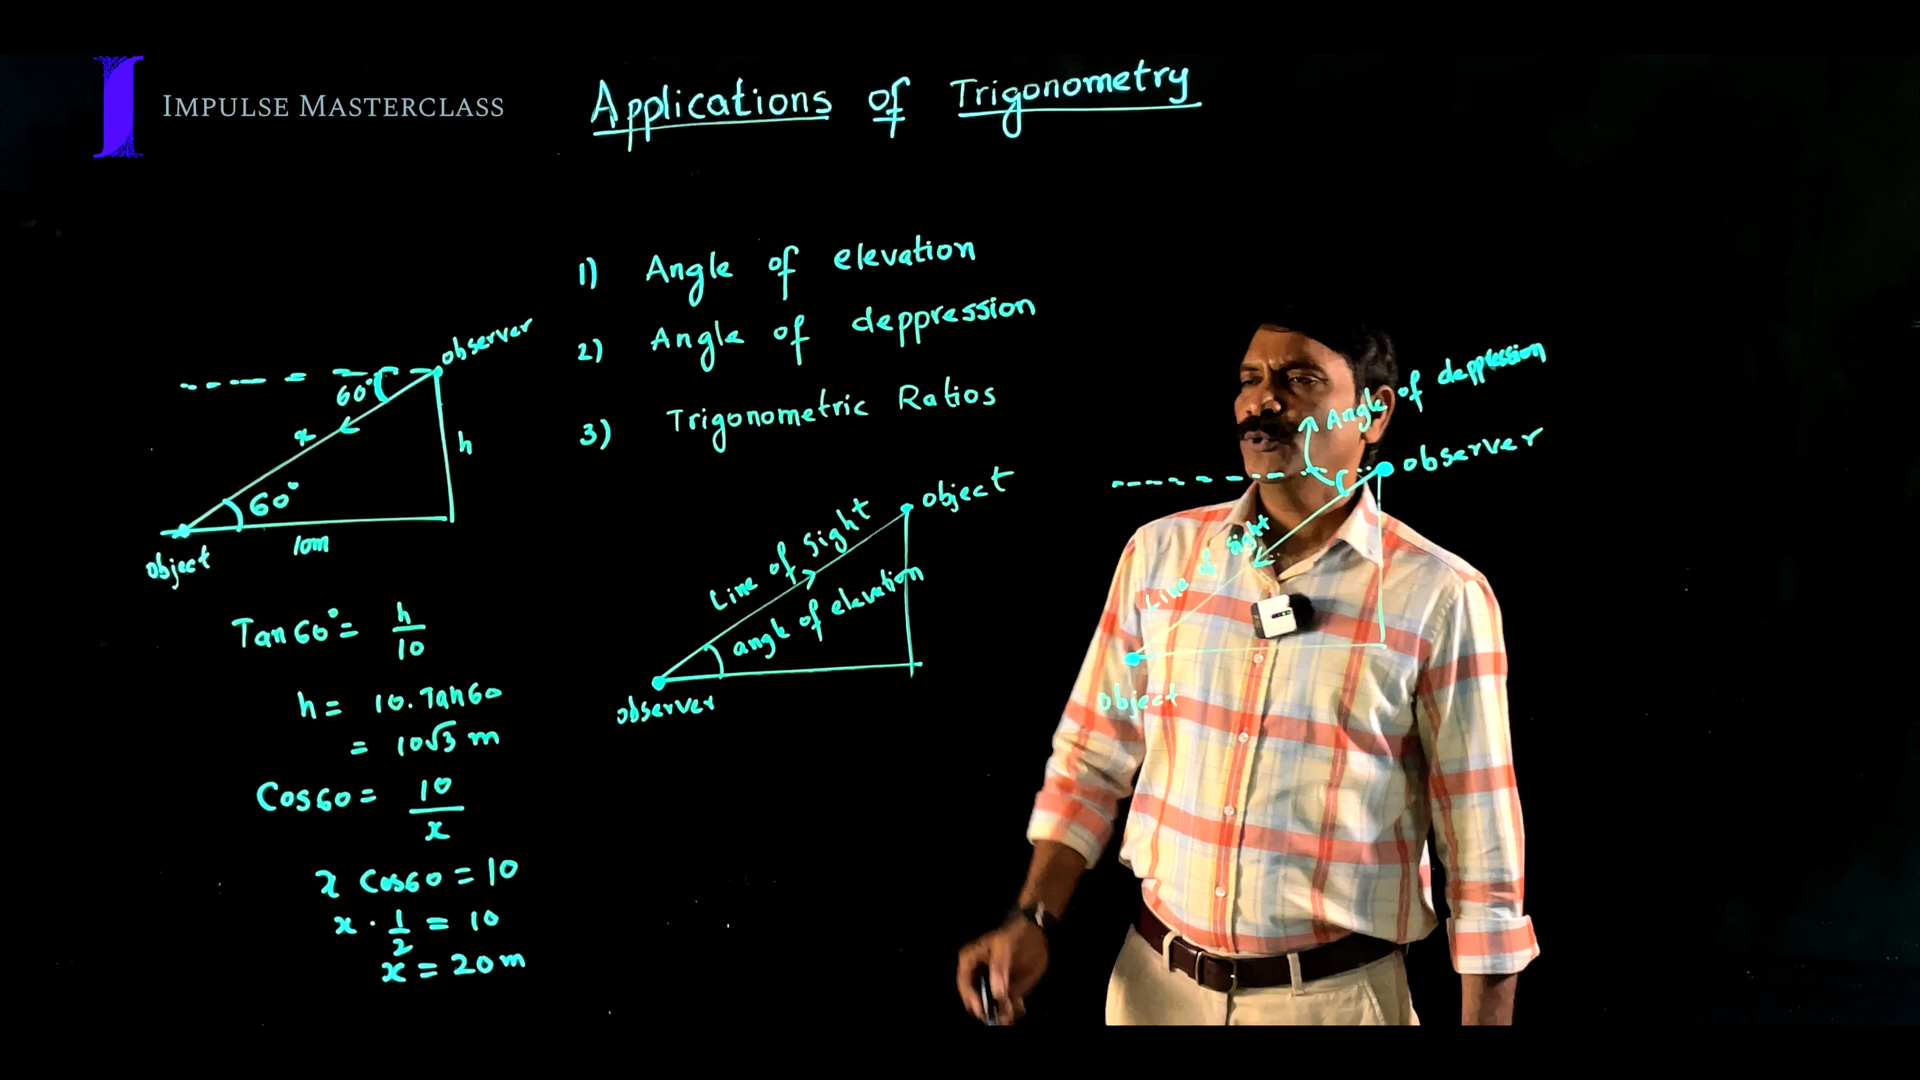 IMPULSE MASTERCLASS
Applications of Trigonometry
1) Angle of elevation
2) Angle of deppression
3) Trigonometric Ratios
observer
60°
x
h
60°
10m
object
Tan60° = h/10
h = 10.Tan60
= 10√3 m
Cos60 = 10/x
x Cos60 = 10
x · 1/2 = 10
x = 20m
object
Line of Sight
angle of elevation
observer
Angle of deppression
observer
Line of Sight
Object